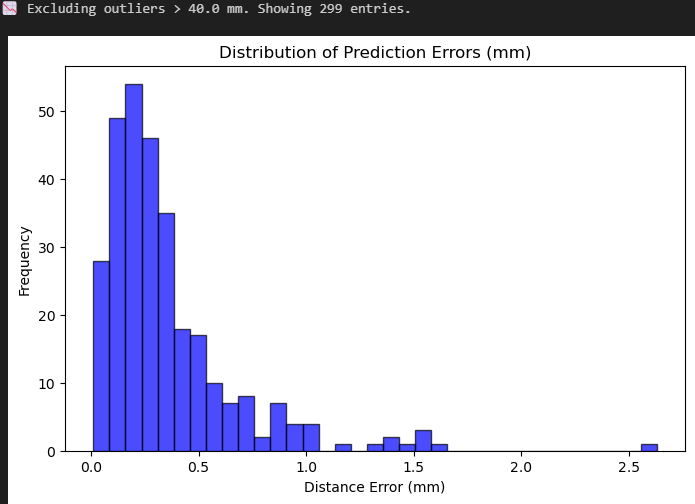 Excluding outliers > 40.0 mm. Showing 299 entries.
Distribution of Prediction Errors (mm)
Frequency
50
40
30
20
10
0
0.0 0.5 1.0 1.5 2.0 2.5
Distance Error (mm)